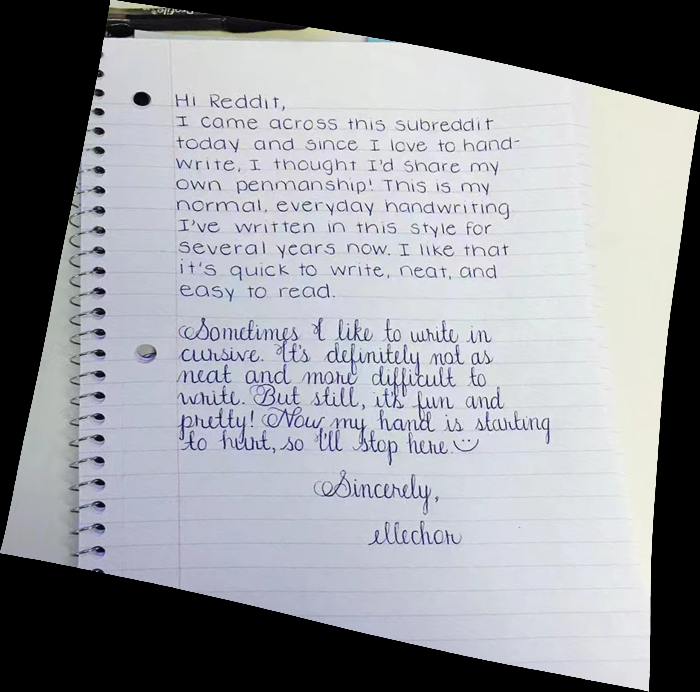 Hi Reddit,
I came across this subreddit
today and since I love to hand-
write, I thought I'd share my
own penmanship! This is my
normal, everyday handwriting
I've written in this style for
several years now. I like that
it's quick to write, neat, and
easy to read.
Sometimes I like to write in
cursive. It's definitely not as
neat and more difficult to
write. But still, it's fun and
pretty! Now my hand is starting
to hurt, so I'll stop here. :)
Sincerely,
ellechon